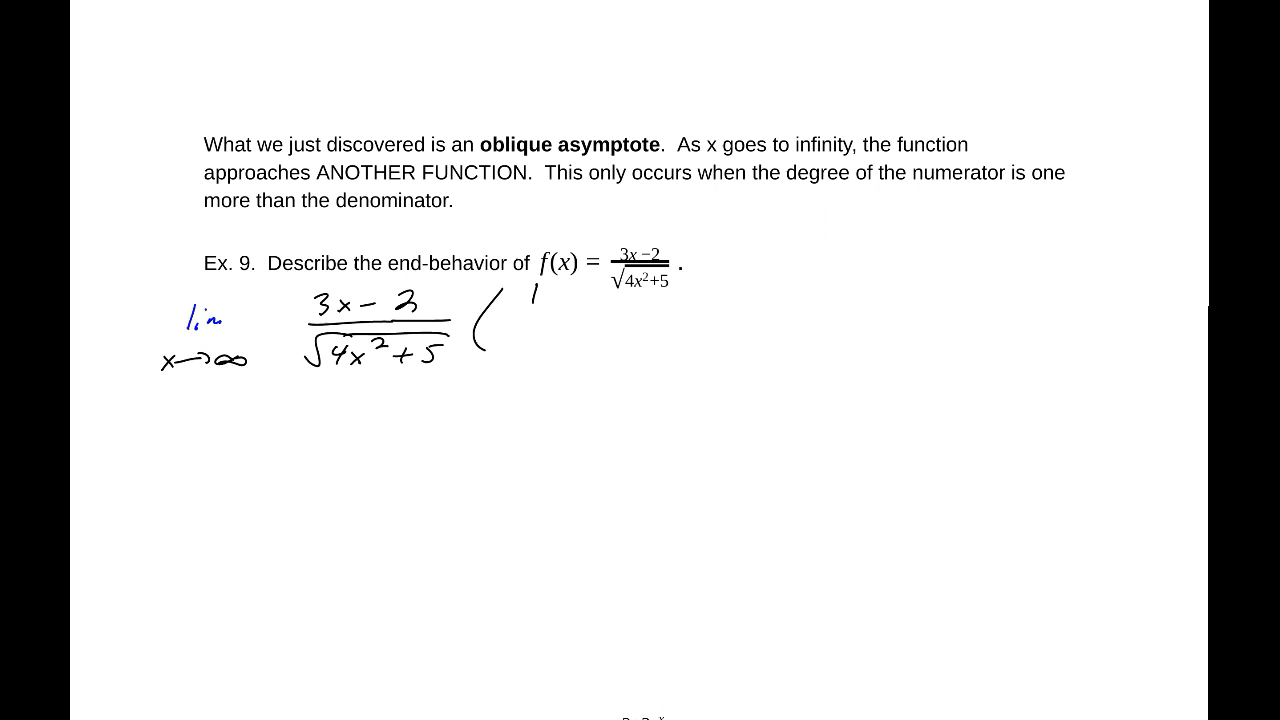 What we just discovered is an oblique asymptote. As x goes to infinity, the function
approaches ANOTHER FUNCTION. This only occurs when the degree of the numerator is one
more than the denominator.
Ex. 9. Describe the end-behavior of f(x) = 3x−2 / √4x²+5 .
lim x→∞ 3x − 2 / √4x² + 5 ( 1